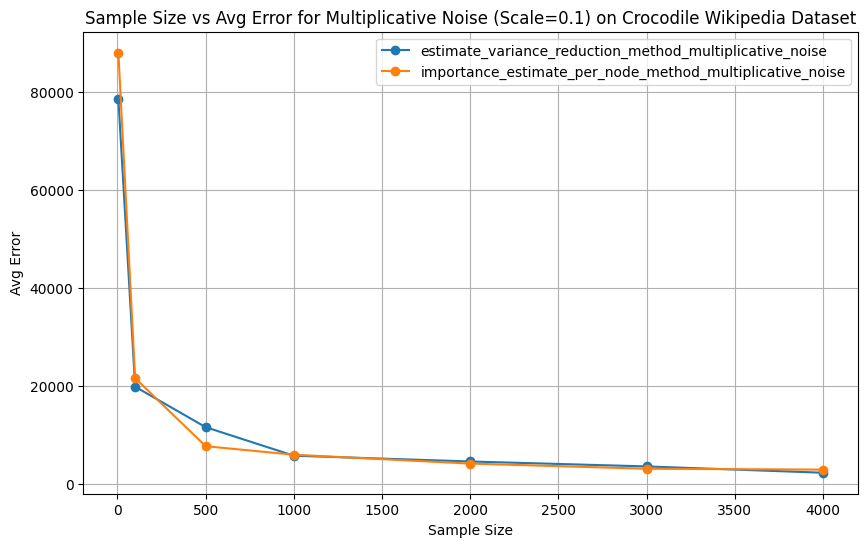 Sample Size vs Avg Error for Multiplicative Noise (Scale=0.1) on Crocodile Wikipedia Dataset
estimate_variance_reduction_method_multiplicative_noise
importance_estimate_per_node_method_multiplicative_noise
Avg Error
80000
60000
40000
20000
0
0 500 1000 1500 2000 2500 3000 3500 4000
Sample Size